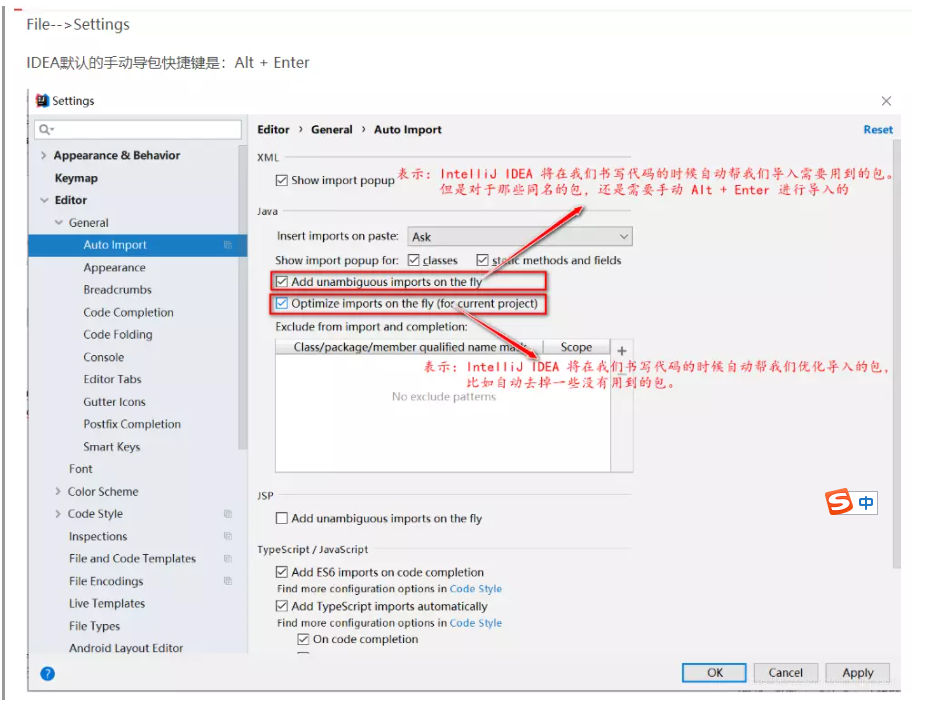 File-->Settings
IDEA默认的手动导包快捷键是：Alt + Enter
Settings
Editor › General › Auto Import
Reset
Appearance & Behavior
Keymap
Editor
General
Auto Import
Appearance
Breadcrumbs
Code Completion
Code Folding
Console
Editor Tabs
Gutter Icons
Postfix Completion
Smart Keys
Font
Color Scheme
Code Style
Inspections
File and Code Templates
File Encodings
Live Templates
File Types
Android Layout Editor
XML
Show import popup
表示：IntelliJ IDEA 将在我们书写代码的时候自动帮我们导入需要用到的包。
但是对于那些同名的包，还是需要手动 Alt + Enter 进行导入的
Java
Insert imports on paste: Ask
Show import popup for: classes static methods and fields
Add unambiguous imports on the fly
Optimize imports on the fly (for current project)
Exclude from import and completion:
Class/package/member qualified name mask Scope
表示：IntelliJ IDEA 将在我们书写代码的时候自动帮我们优化导入的包，
比如自动去掉一些没有用到的包。
No exclude patterns
JSP
Add unambiguous imports on the fly
中
TypeScript / JavaScript
Add ES6 imports on code completion
Find more configuration options in Code Style
Add TypeScript imports automatically
Find more configuration options in Code Style
On code completion
OK Cancel Apply